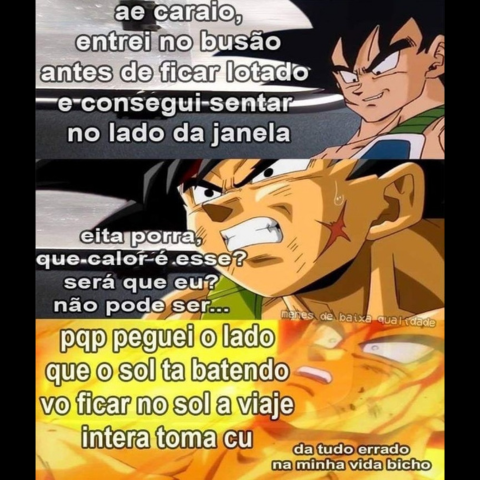 ae caraio,
entrei no busão
antes de ficar lotado
e consegui sentar
no lado da janela
eita porra,
que calor é esse?
será que eu?
não pode ser...
memes de baixa qualidade
pqp peguei o lado
que o sol ta batendo
vo ficar no sol a viaje
intera toma cu
da tudo errado
na minha vida bicho